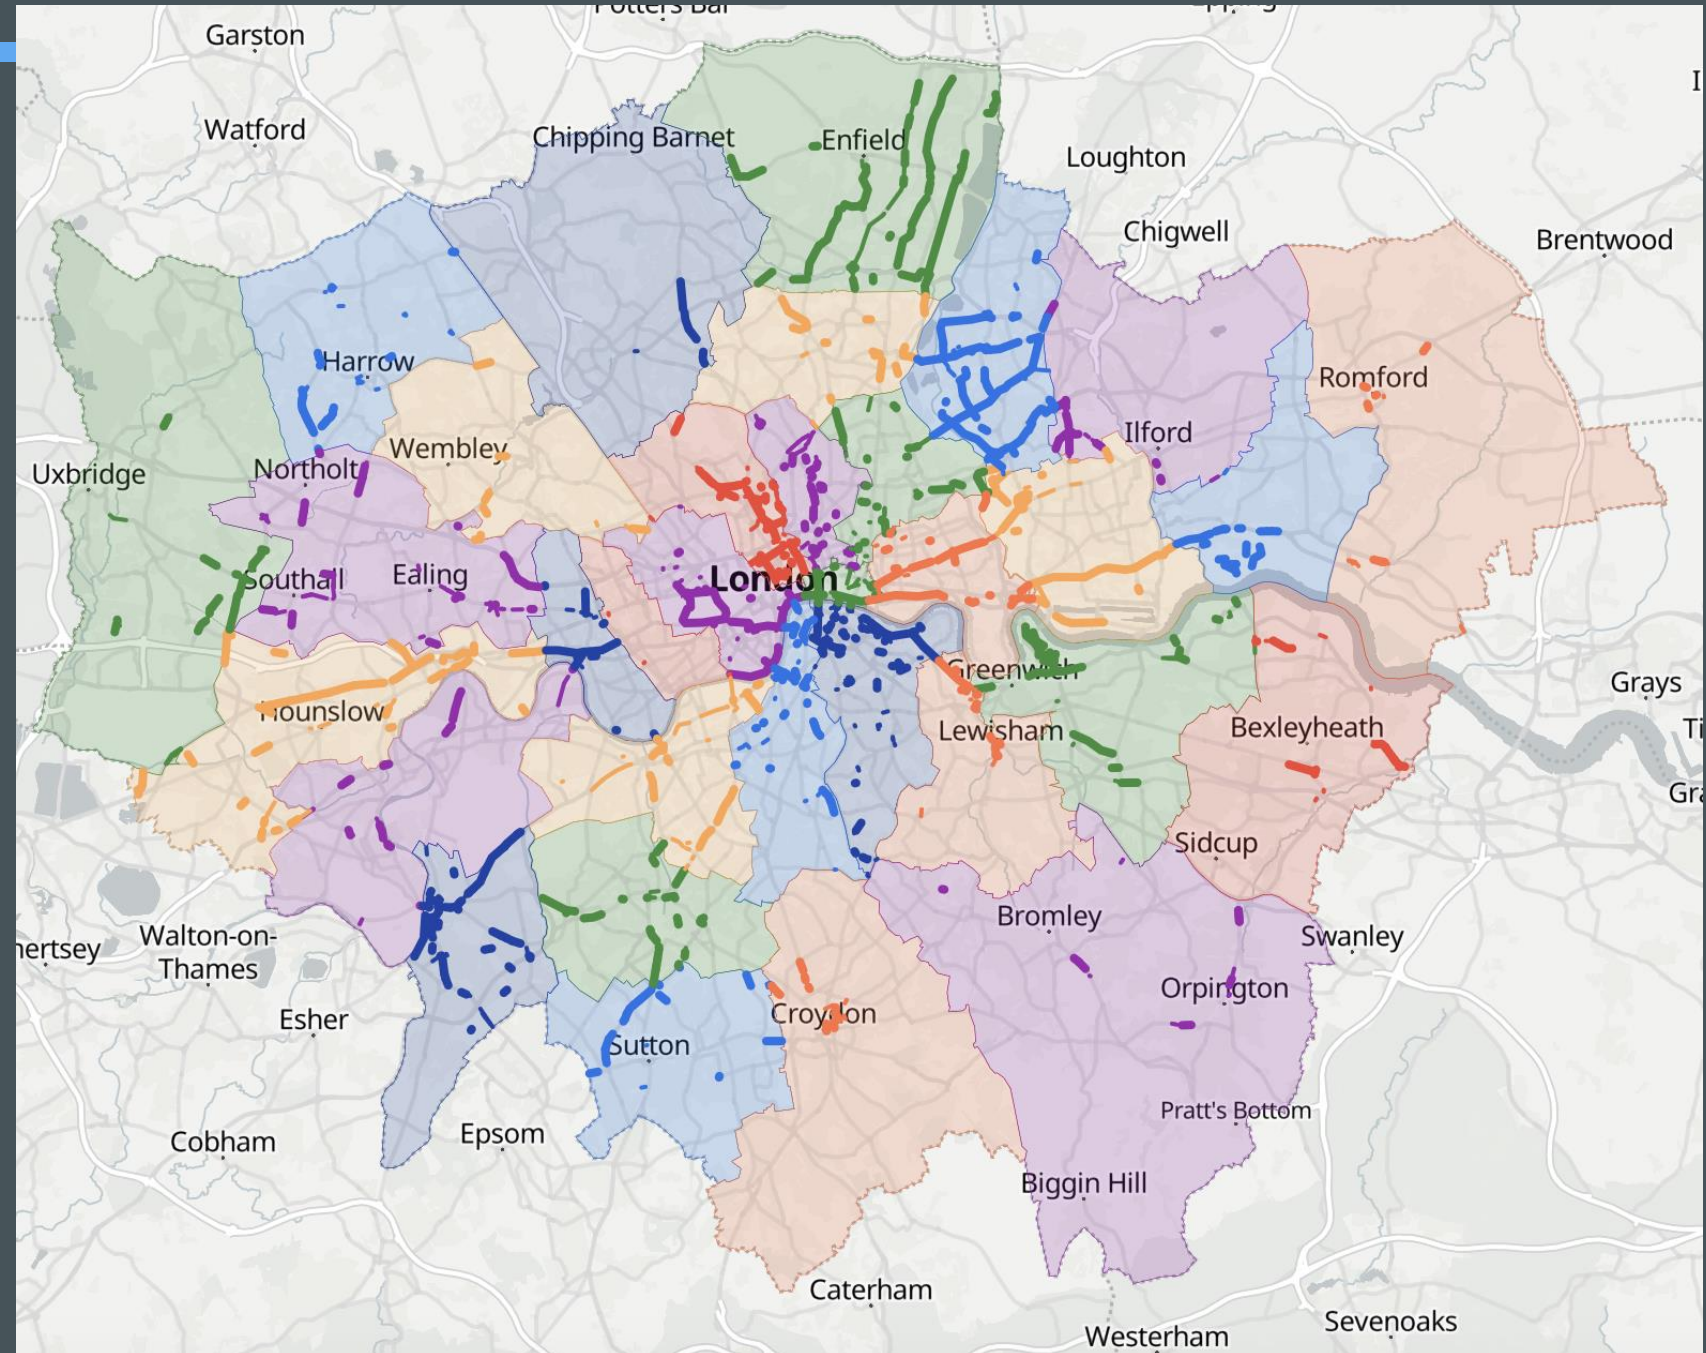 Garston
Watford
Chipping Barnet
Enfield
Loughton
Chigwell
Brentwood
Harrow
Romford
Wembley
Ilford
Uxbridge
Northolt
Southall
Ealing
London
Greenwich
Grays
Hounslow
Lewisham
Bexleyheath
Sidcup
Bromley
Walton-on-
Thames
Swanley
Orpington
Esher
Croydon
Sutton
Pratt's Bottom
Cobham
Epsom
Biggin Hill
Caterham
Sevenoaks
Westerham